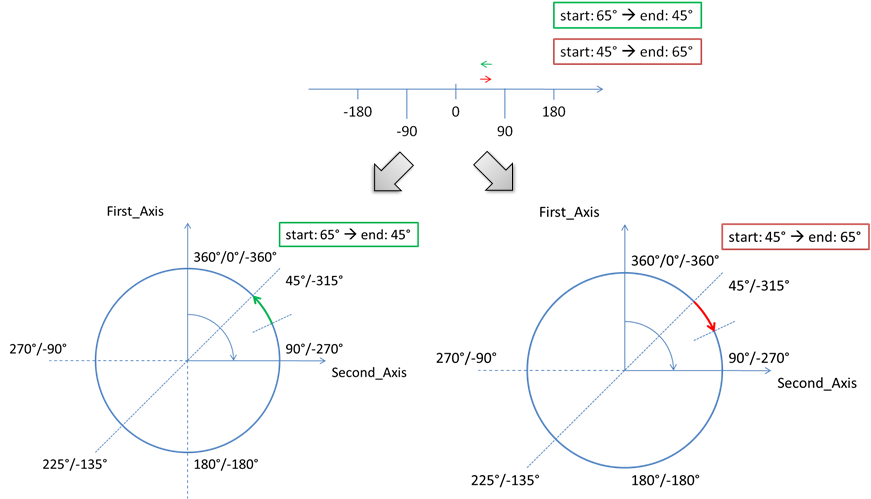 start: 65° → end: 45°
start: 45° → end: 65°
-180
0
180
-90
90
First_Axis
start: 65° → end: 45°
360°/0°/-360°
45°/-315°
270°/-90°
90°/-270°
Second_Axis
225°/-135°
180°/-180°
First_Axis
start: 45° → end: 65°
360°/0°/-360°
45°/-315°
270°/-90°
90°/-270°
Second_Axis
225°/-135°
180°/-180°